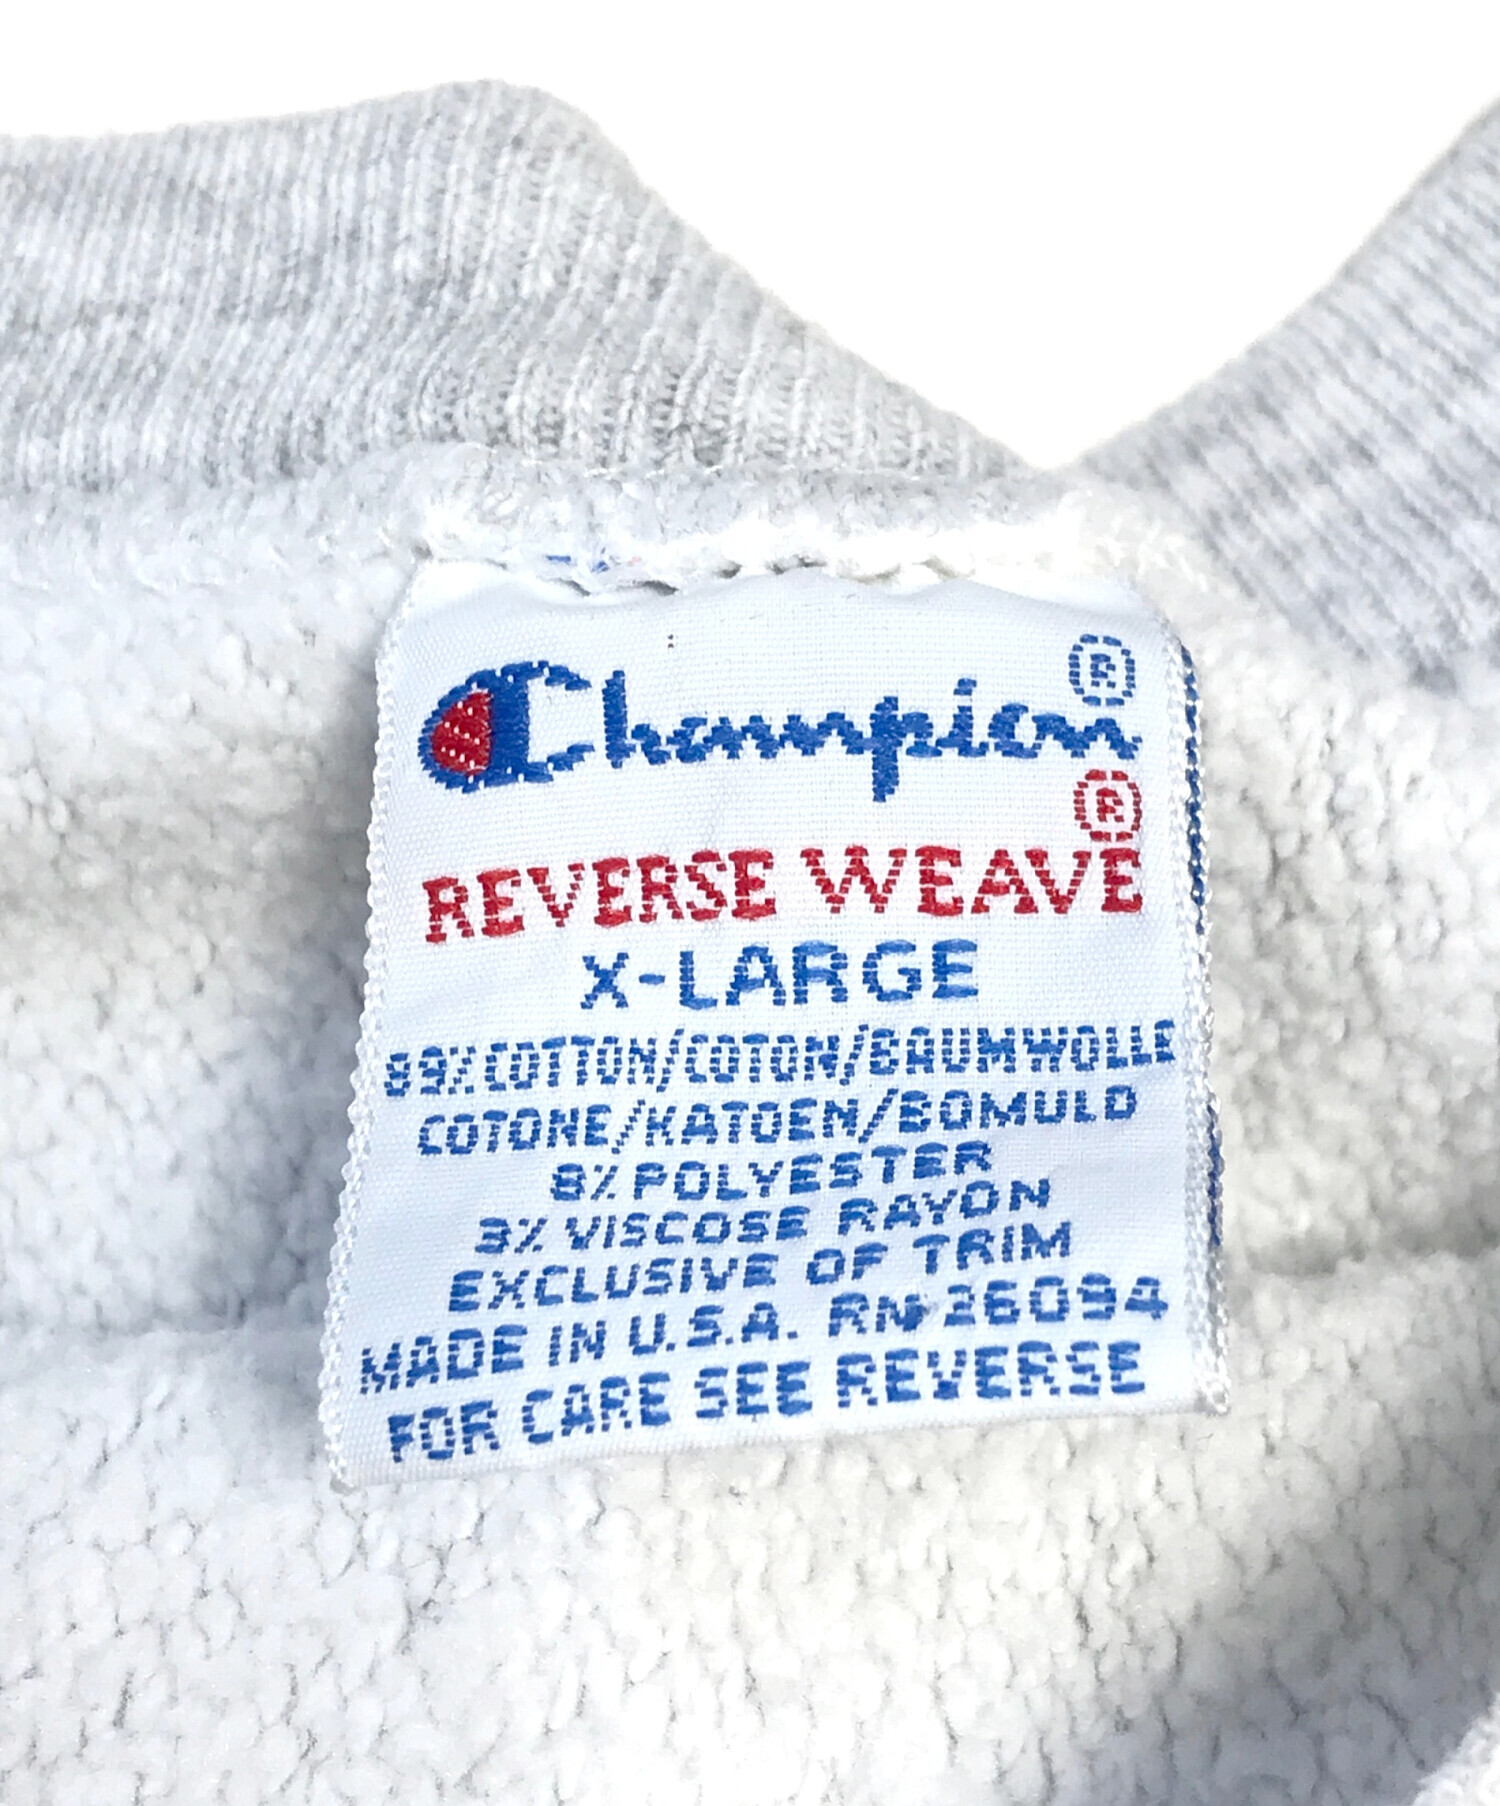 Champion®
®
REVERSE WEAVE
X-LARGE
89% COTTON/COTON/BAUMWOLLE
COTONE/KATOEN/BOMULD
8% POLYESTER
3% VISCOSE RAYON
EXCLUSIVE OF TRIM
MADE IN U.S.A. RN 26094
FOR CARE SEE REVERSE